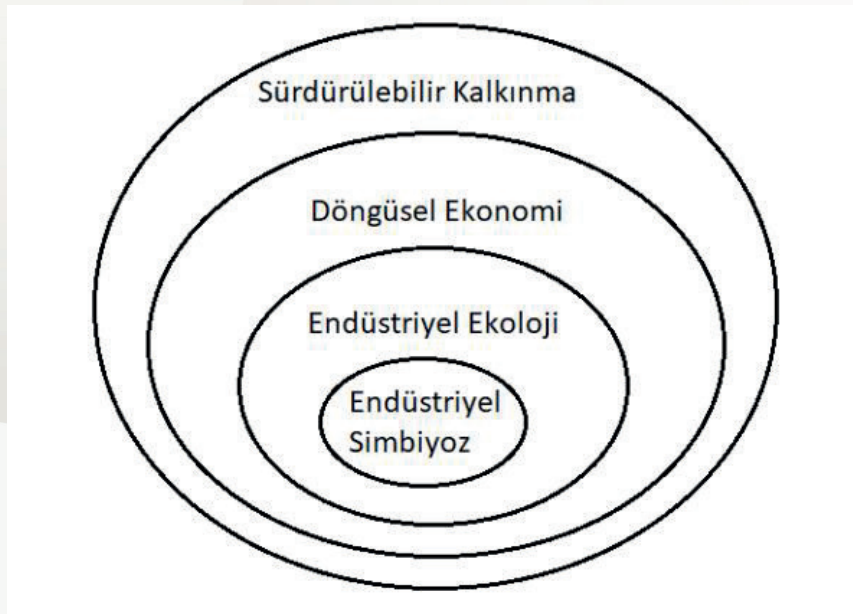 Sürdürülebilir Kalkınma
Döngüsel Ekonomi
Endüstriyel Ekoloji
Endüstriyel
Simbiyoz